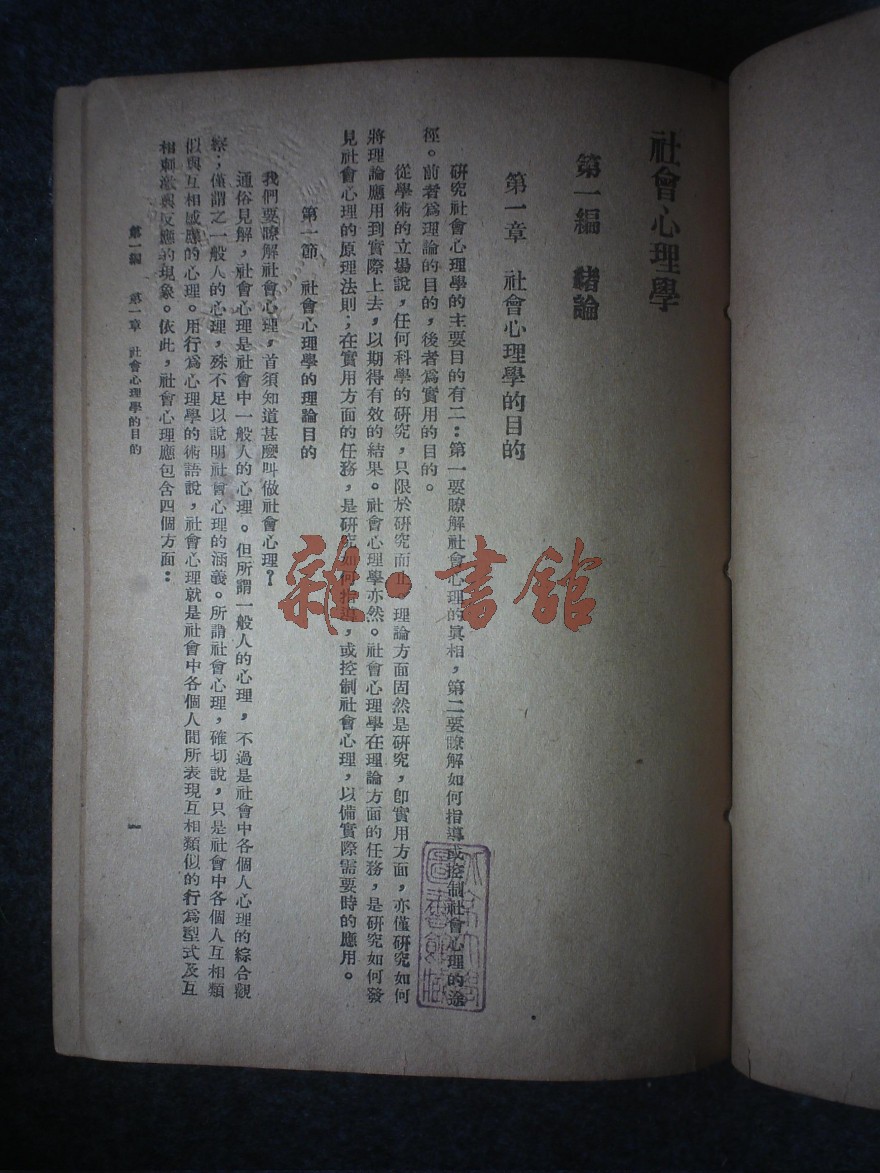 社會心理學
第一編 緒論
第一章 社會心理學的目的
研究社會心理學的主要目的有二：第一要瞭解社會心理的眞相，第二要瞭解如何指導或控制社會心理的途
徑。前者爲理論的目的，後者爲實用的目的。
從學術的立場說，任何科學的研究，只限於研究而止。理論方面固然是研究，卽實用方面，亦僅研究如何
將理論應用到實際上去，以期得有效的結果。社會心理學亦然。社會心理學在理論方面的任務，是研究如何發
見社會心理的原理法則；在實用方面的任務，是研究如何指導，或控制社會心理，以備實際需要時的應用。
第一節 社會心理學的理論目的
我們要瞭解社會心理，首須知道甚麼叫做社會心理？
通俗見解，社會心理是社會中一般人的心理。但所謂一般人的心理，不過是社會中各個人心理的綜合觀
察；僅謂之一般人的心理，殊不足以說明社會心理的涵義。所謂社會心理，確切說，只是社會中各個人互相類
似與互相感應的心理。用行爲心理學的術語說，社會心理就是社會中各個人間所表現互相類似的行爲型式及互
相刺激與反應的現象。依此，社會心理應包含四個方面：
第一編 第一章 社會心理學的目的
一
雜·書館